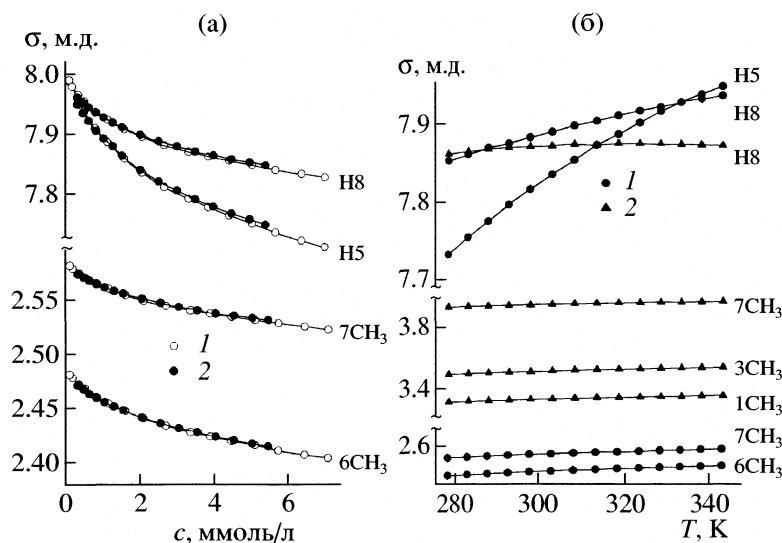 (а)
σ, м.д.
8.0
7.9
7.8
2.55
2.50
2.45
2.40
0
2
4
6
c, ммоль/л
H8
H5
7CH₃
6CH₃
1
2
(б)
σ, м.д.
7.9
7.8
7.7
3.8
3.4
2.6
280
300
320
340
T, K
H5
H8
H8
7CH₃
3CH₃
1CH₃
7CH₃
6CH₃
1
2